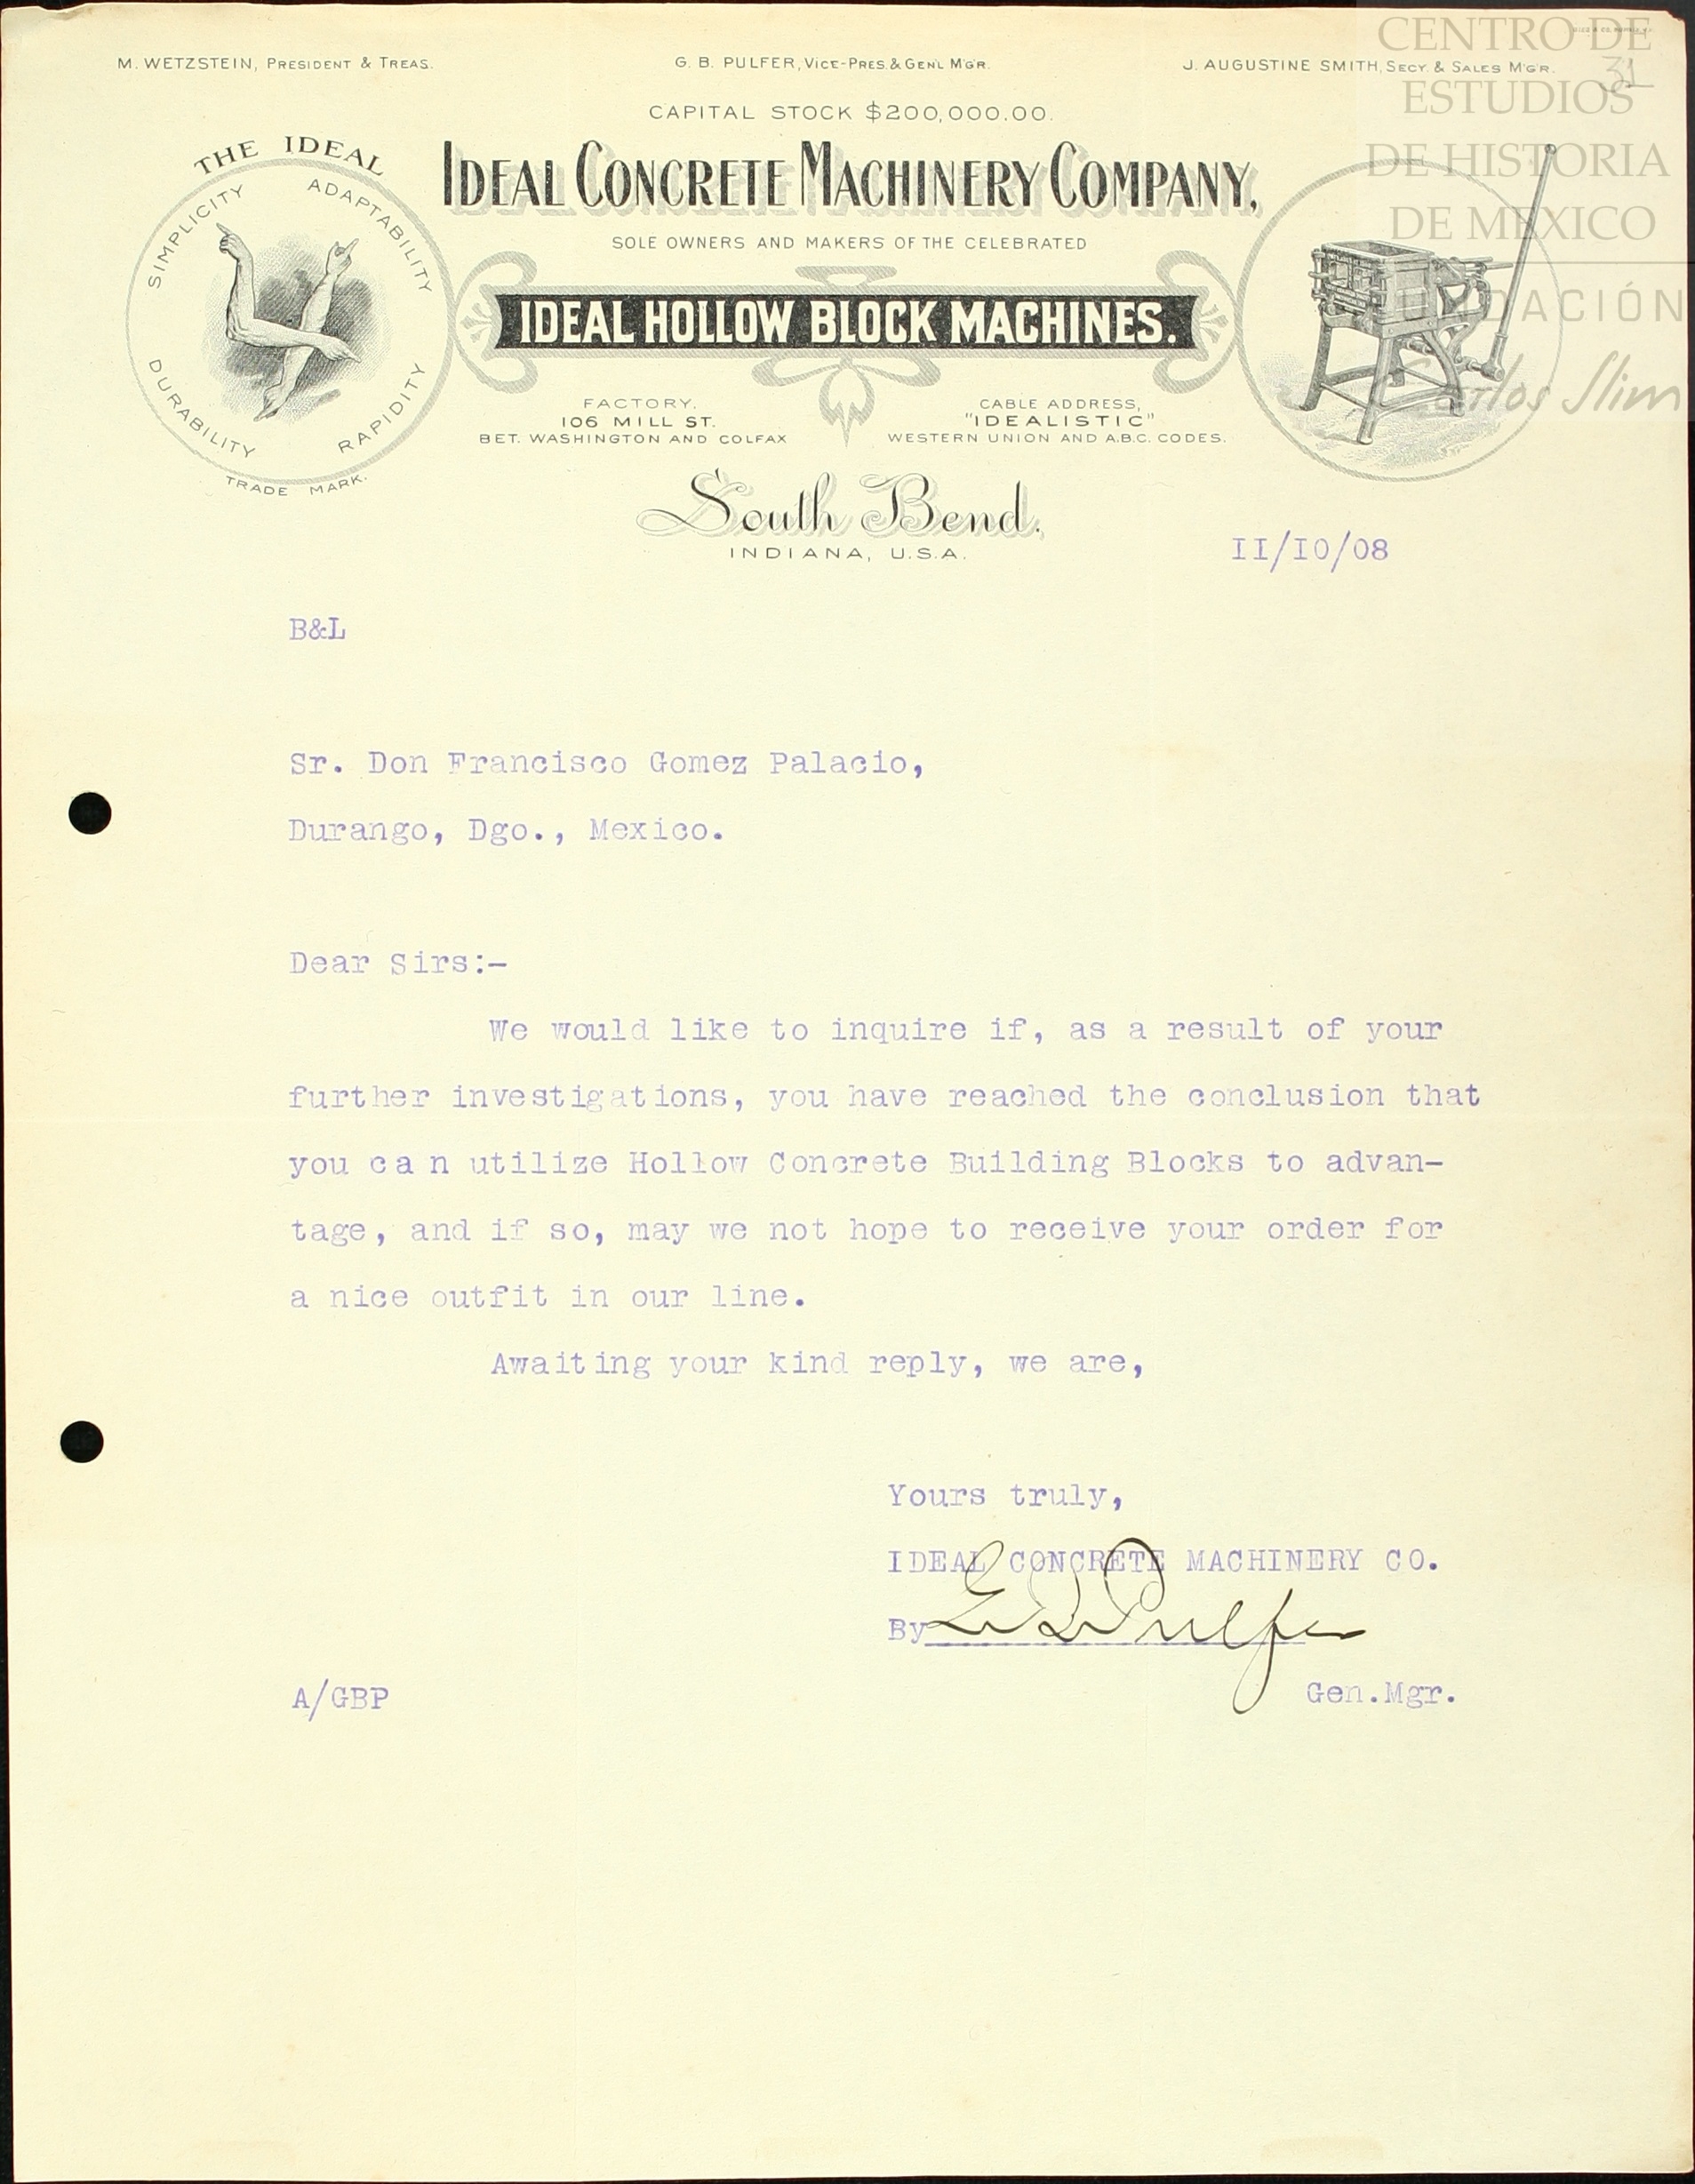 M. WETZSTEIN, PRESIDENT & TREAS.
G. B. PULFER, VICE-PRES. & GEN'L M'G'R.
J. AUGUSTINE SMITH, SECY. & SALES M'G'R.
31
CAPITAL STOCK $200,000.00.
THE IDEAL
SIMPLICITY
ADAPTABILITY
DURABILITY
RAPIDITY
TRADE MARK.
IDEAL CONCRETE MACHINERY COMPANY,
SOLE OWNERS AND MAKERS OF THE CELEBRATED
IDEAL HOLLOW BLOCK MACHINES.
FACTORY.
106 MILL ST.
BET. WASHINGTON AND COLFAX
CABLE ADDRESS,
"IDEALISTIC"
WESTERN UNION AND A.B.C. CODES.
South Bend.
INDIANA, U.S.A.
CENTRO DE
ESTUDIOS
DE HISTORIA
DE MEXICO
FUNDACIÓN
Carlos Slim
II/I0/08
B&L
Sr. Don Francisco Gomez Palacio,
Durango, Dgo., Mexico.
Dear Sirs:-
We would like to inquire if, as a result of your
further investigations, you have reached the conclusion that
you can utilize Hollow Concrete Building Blocks to advan-
tage, and if so, may we not hope to receive your order for
a nice outfit in our line.
Awaiting your kind reply, we are,
Yours truly,
IDEAL CONCRETE MACHINERY CO.
By G B Pulfer
Gen.Mgr.
A/GBP